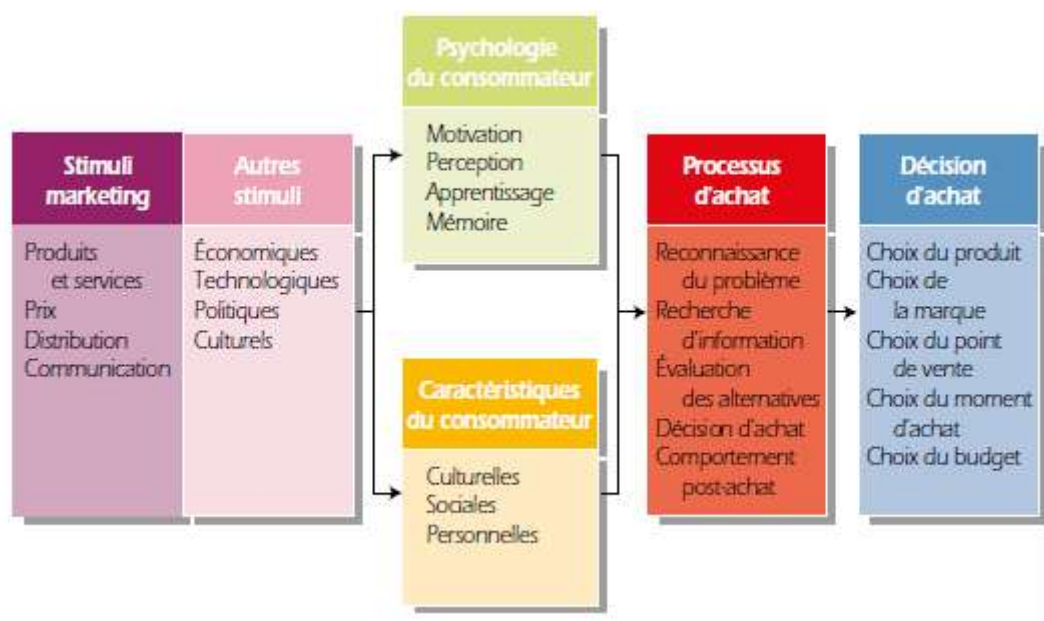 Stimuli
marketing
Produits
et services
Prix
Distribution
Communication
Autres
stimuli
Économiques
Technologiques
Politiques
Culturels
Psychologie
du consommateur
Motivation
Perception
Apprentissage
Mémoire
Caractéristiques
du consommateur
Culturelles
Sociales
Personnelles
Processus
d'achat
Reconnaissance
du problème
Recherche
d'information
Évaluation
des alternatives
Décision d'achat
Comportement
post-achat
Décision
d'achat
Choix du produit
Choix de
la marque
Choix du point
de vente
Choix du moment
d'achat
Choix du budget